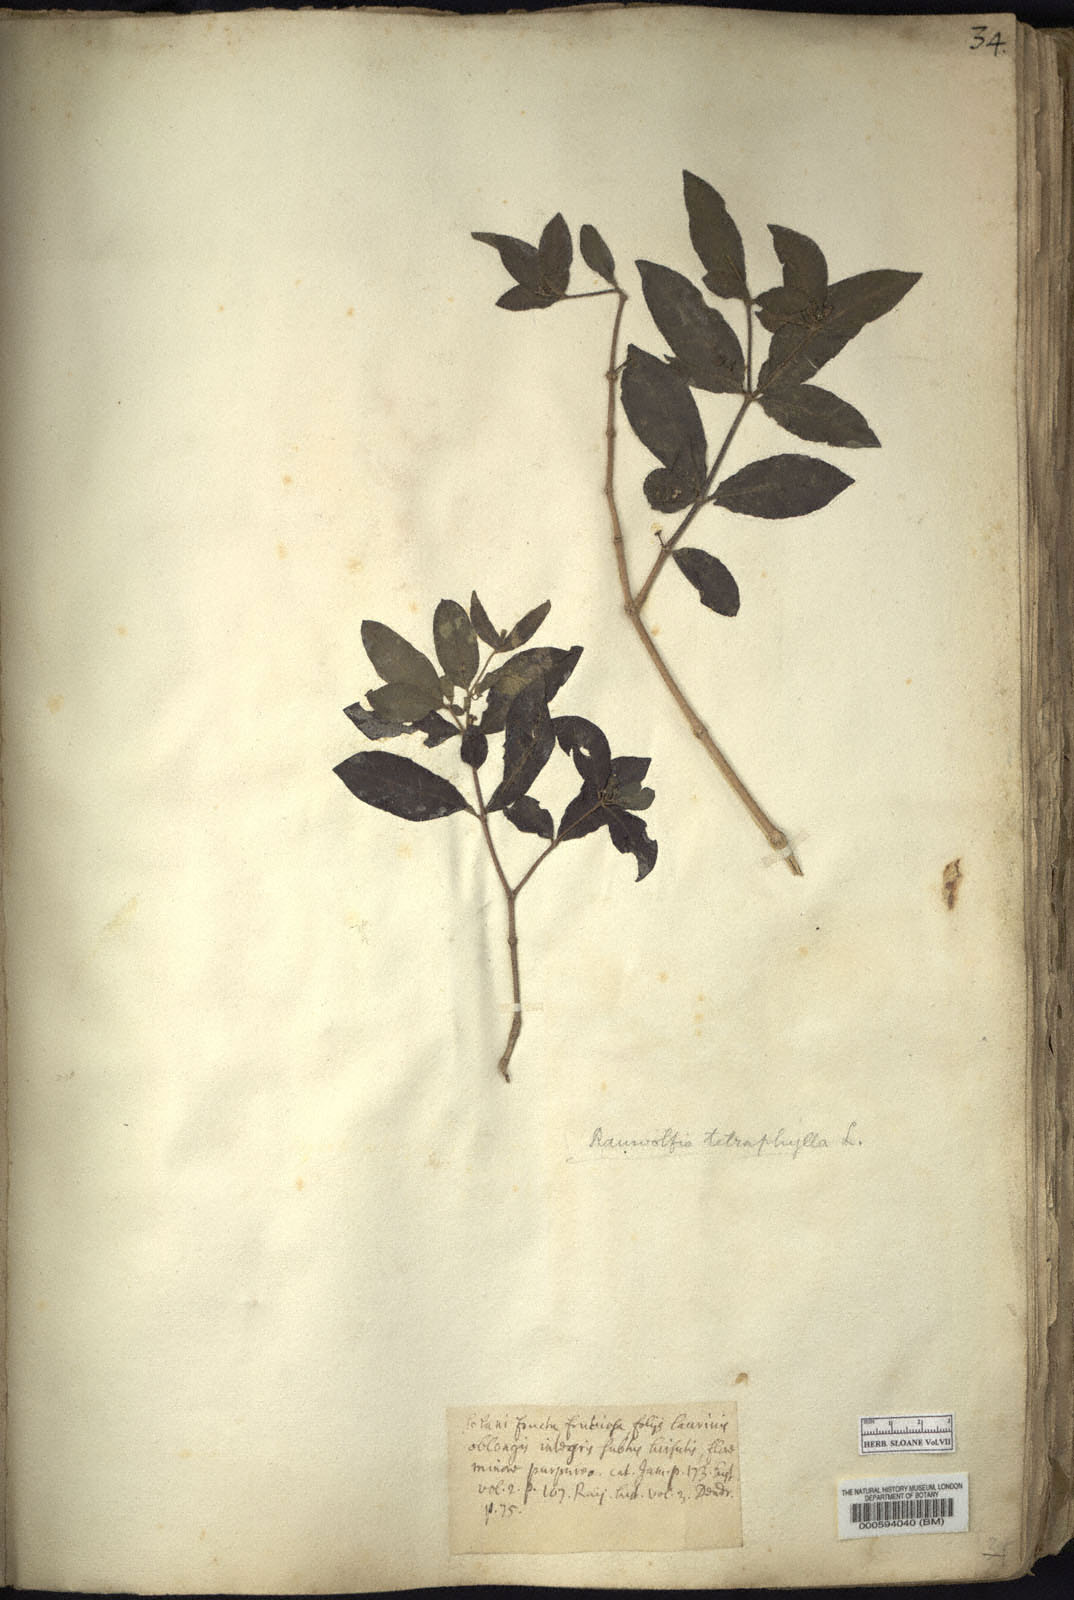 34.
Rauwolfia tetraphylla L.
Solani fructu fruticosa folijs laurinis
oblongis integris subtus hirsutis, flore
minore purpureo. cat. Jam. p. 173. hist.
vol. 2. p. 107. Raij. hist. vol. 3. Dendr.
p. 75.
HERB. SLOANE Vol.VII
THE NATURAL HISTORY MUSEUM, LONDON
DEPARTMENT OF BOTANY
000594040 (BM)